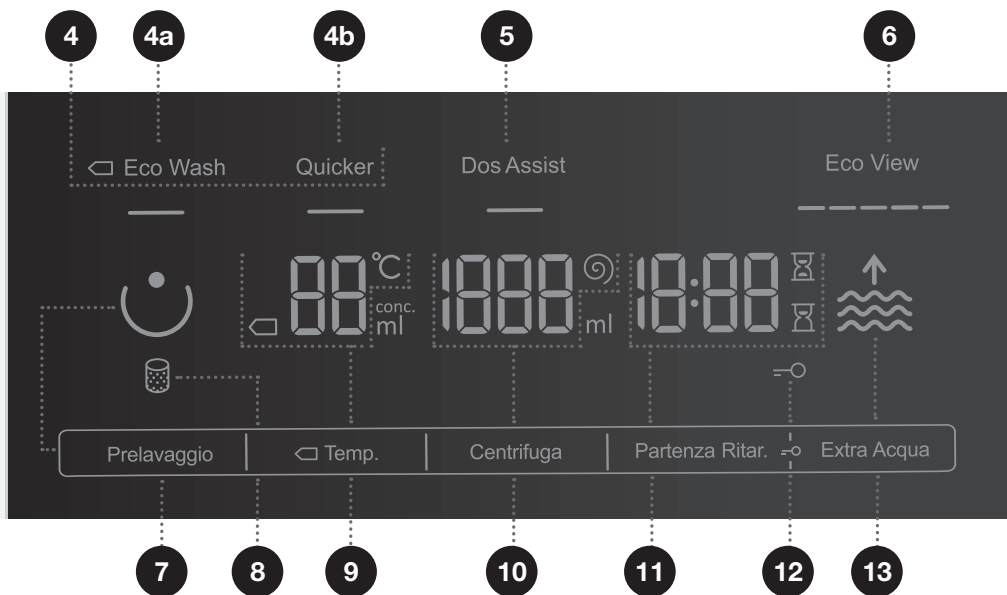 4 4a 4b 5 6
Eco Wash Quicker Dos Assist Eco View
88 °C 1888 18:88
conc.
ml ml
Prelavaggio Temp. Centrifuga Partenza Ritar. Extra Acqua
7 8 9 10 11 12 13